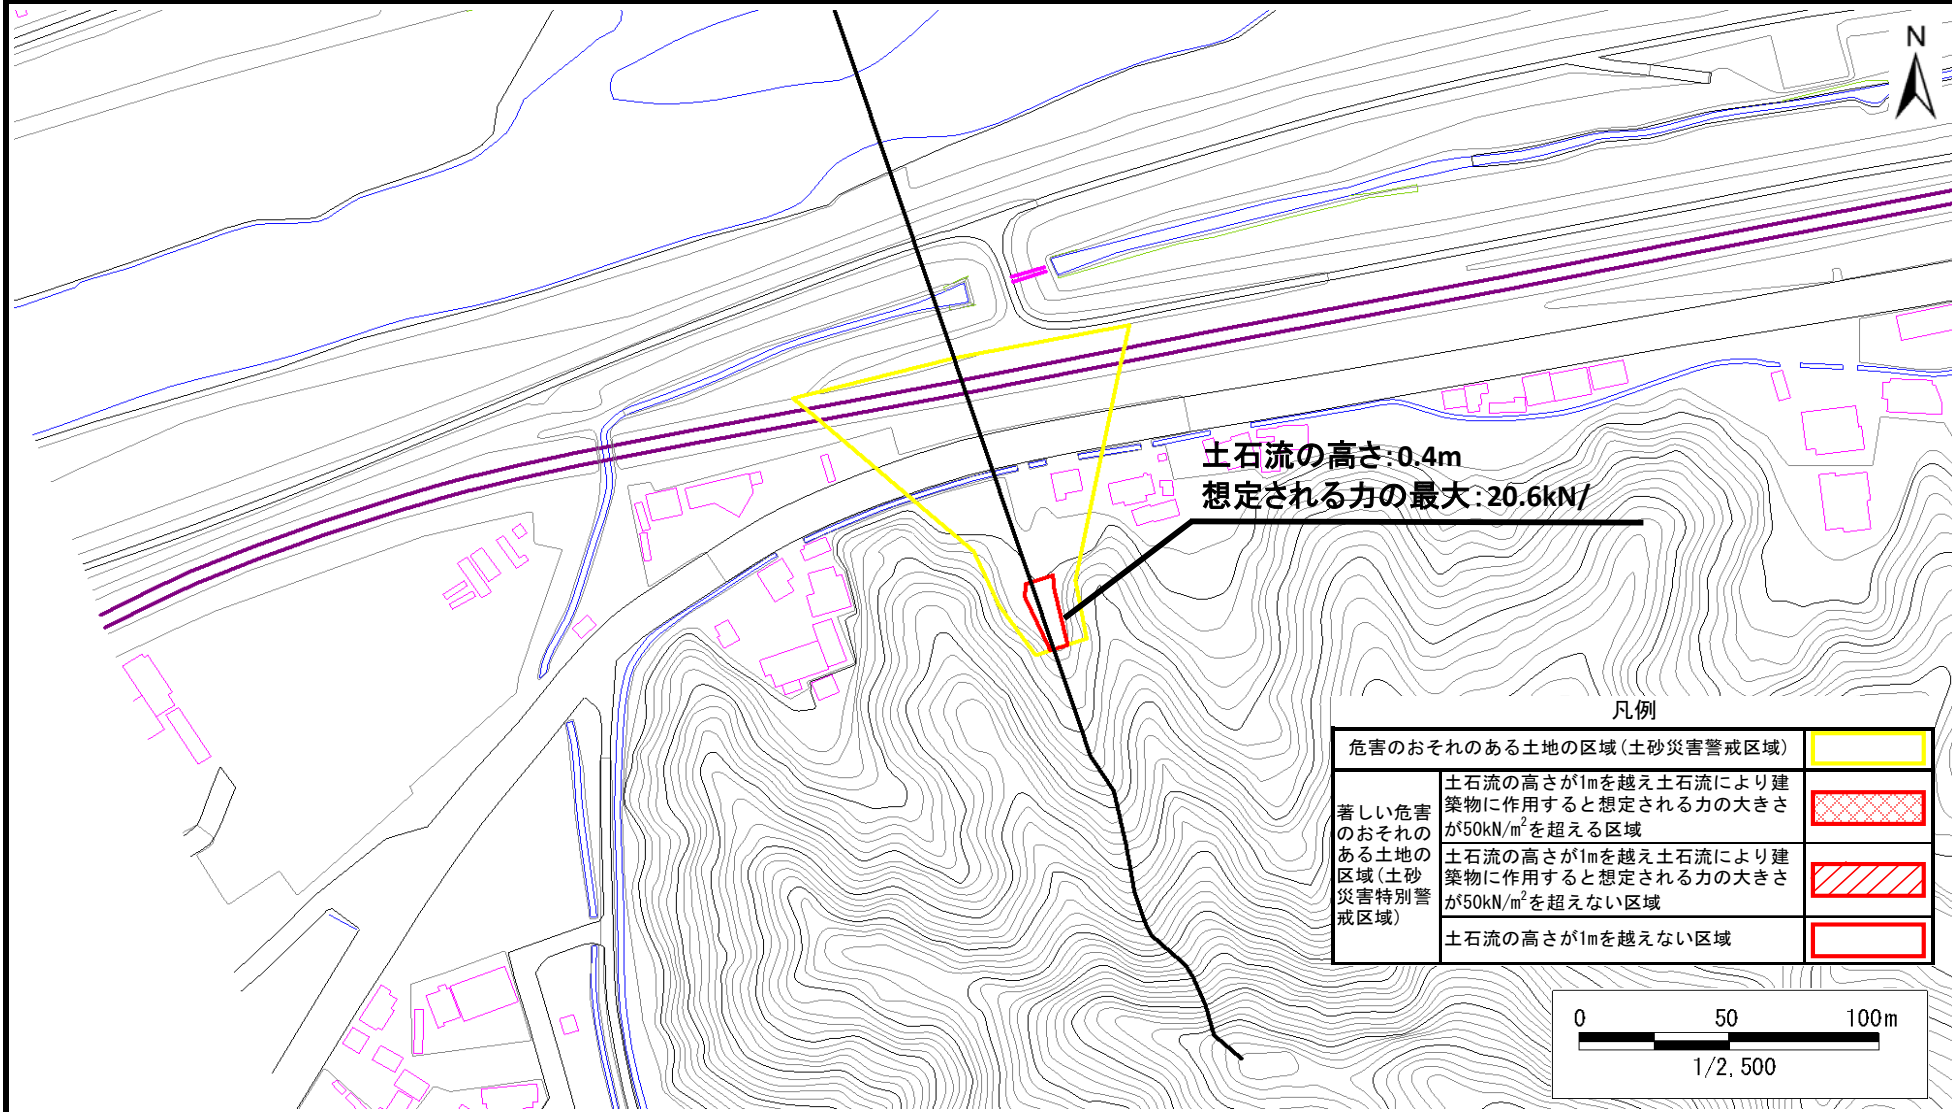 N
土石流の高さ:0.4m
想定される力の最大:20.6kN/
凡例
危害のおそれのある土地の区域(土砂災害警戒区域)
著しい危害
のおそれの
ある土地の
区域(土砂
災害特別警
戒区域)
土石流の高さが1mを越え土石流により建
築物に作用すると想定される力の大きさ
が50kN/m²を超える区域
土石流の高さが1mを越え土石流により建
築物に作用すると想定される力の大きさ
が50kN/m²を超えない区域
土石流の高さが1mを越えない区域
0 50 100m
1/2,500